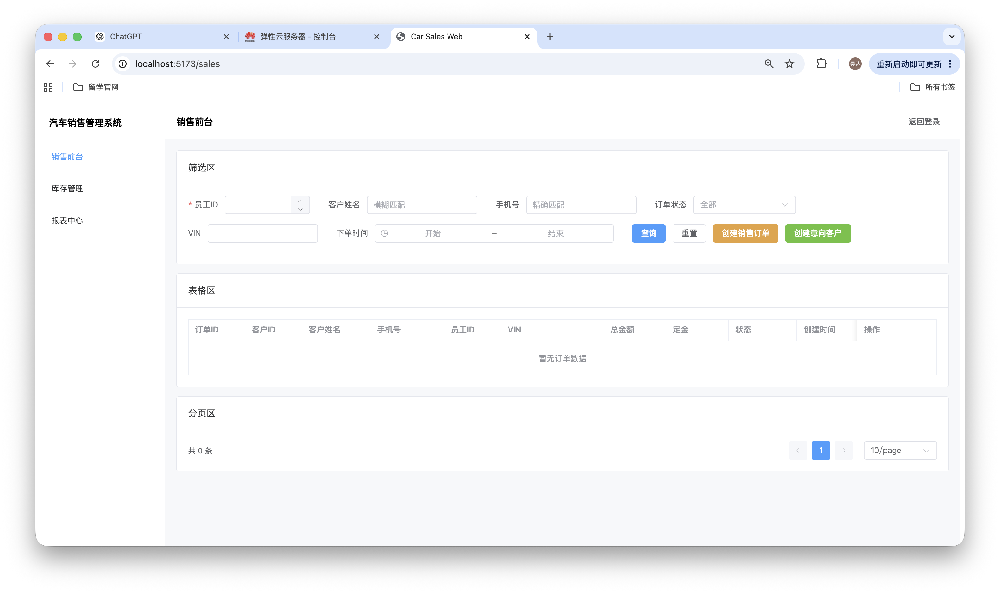 ChatGPT
弹性云服务器 - 控制台
Car Sales Web
localhost:5173/sales
昊达
重新启动即可更新
留学官网
所有书签
汽车销售管理系统
销售前台
返回登录
销售前台
库存管理
报表中心
筛选区
* 员工ID
客户姓名 模糊匹配
手机号 精确匹配
订单状态 全部
VIN
下单时间 开始 – 结束
查询
重置
创建销售订单
创建意向客户
表格区
订单ID 客户ID 客户姓名 手机号 员工ID VIN 总金额 定金 状态 创建时间 操作
暂无订单数据
分页区
共 0 条
1
10/page